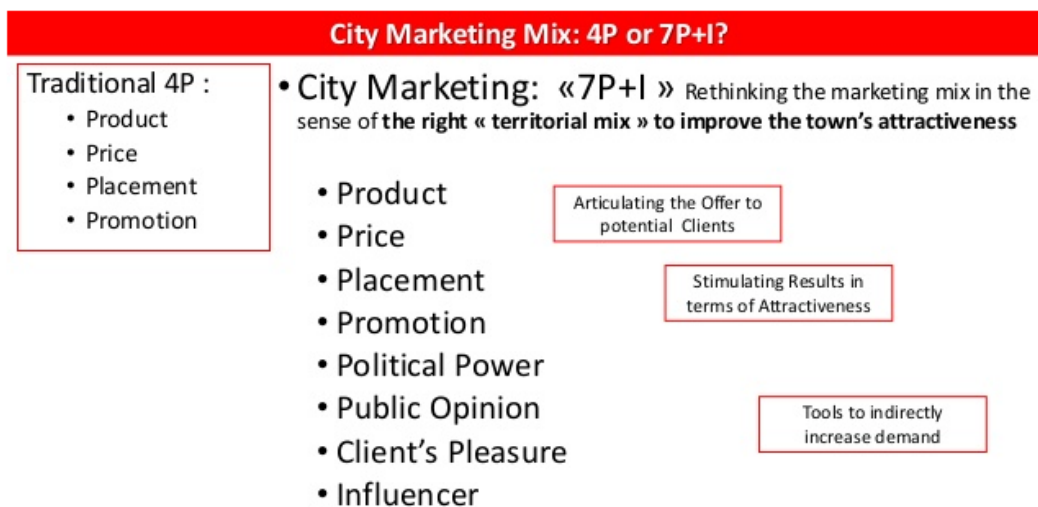 City Marketing Mix: 4P or 7P+I?
Traditional 4P :
• Product
• Price
• Placement
• Promotion
• City Marketing: «7P+I » Rethinking the marketing mix in the
sense of the right « territorial mix » to improve the town's attractiveness
• Product
• Price
• Placement
• Promotion
• Political Power
• Public Opinion
• Client's Pleasure
• Influencer
Articulating the Offer to
potential Clients
Stimulating Results in
terms of Attractiveness
Tools to indirectly
increase demand